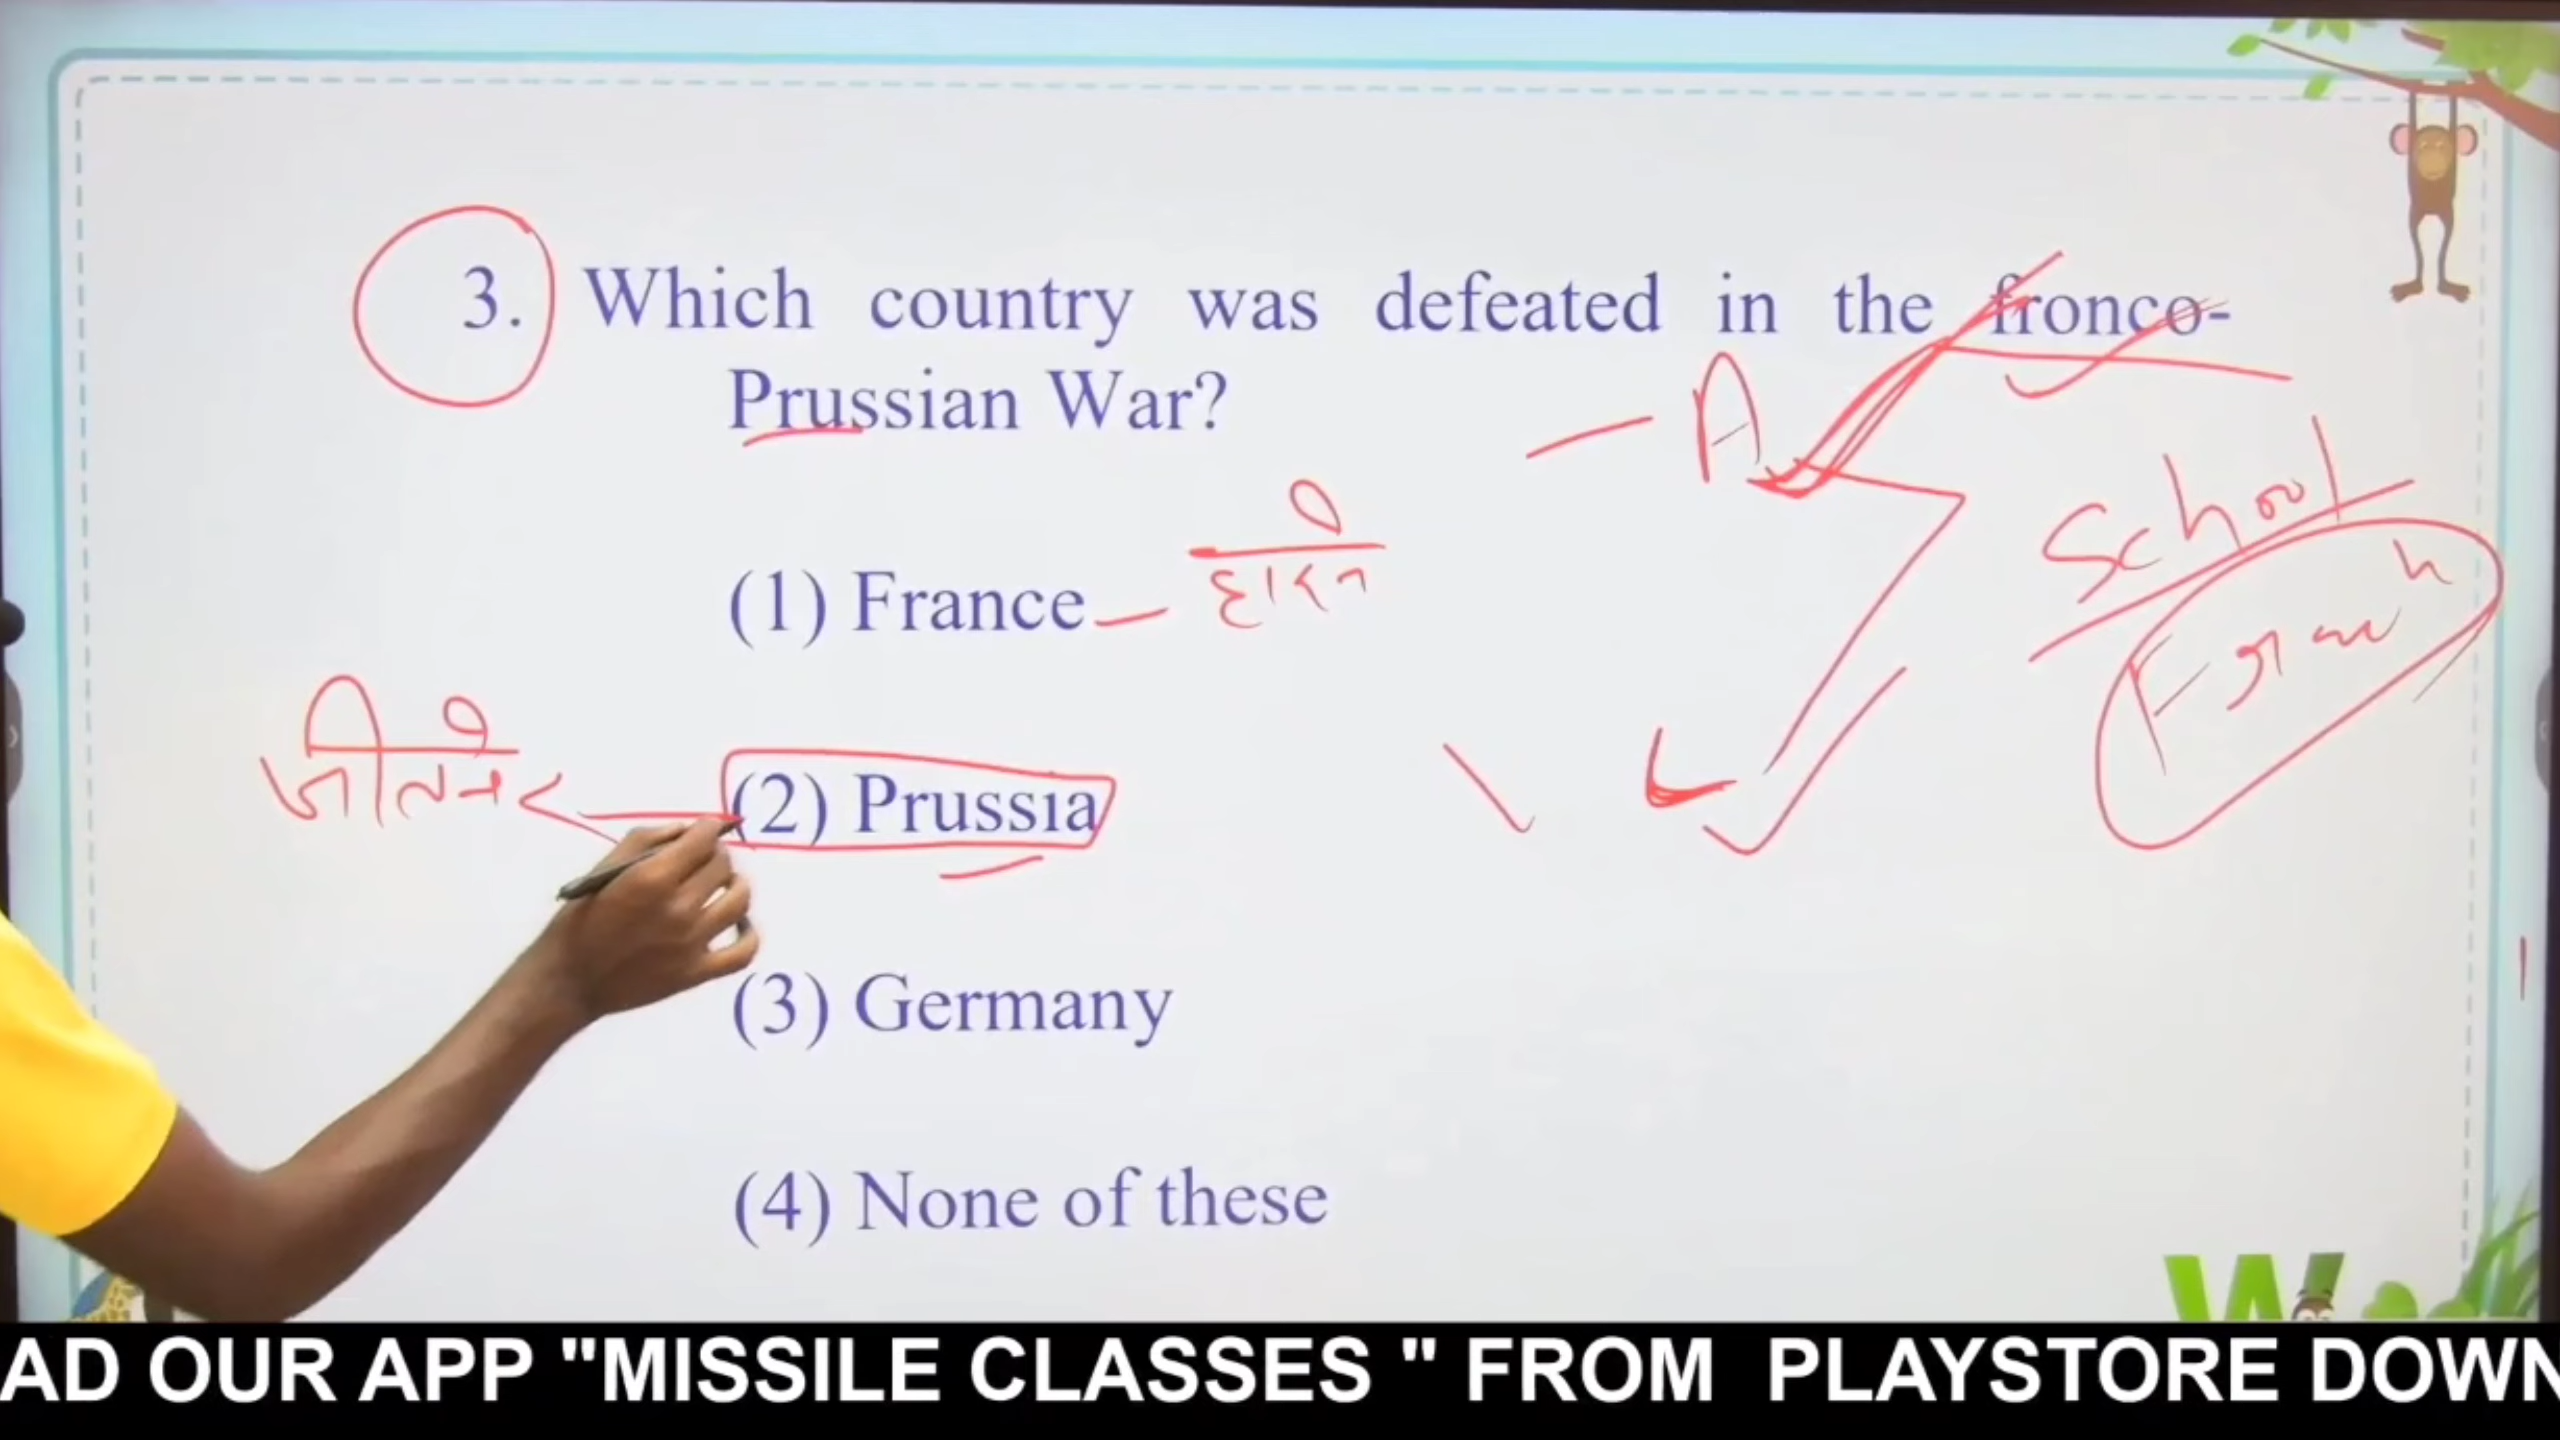 3. Which country was defeated in the fronco-
Prussian War?
A
School
(1) France – हारने
जीतने
(2) Prussia
(3) Germany
(4) None of these
W
AD OUR APP "MISSILE CLASSES " FROM PLAYSTORE DOWN